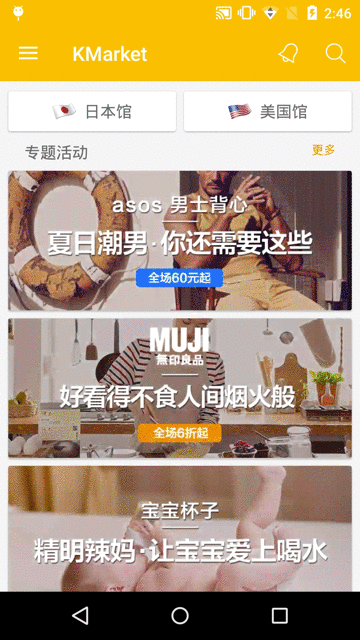 2:46
KMarket
日本馆
美国馆
专题活动
更多
asos 男士背心
夏日潮男·你还需要这些
全场60元起
MUJI
無印良品
好看得不食人间烟火般
全场6折起
宝宝杯子
精明辣妈·让宝宝爱上喝水